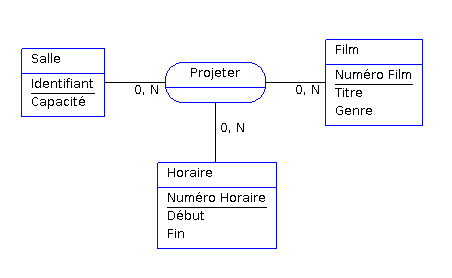 Salle
Identifiant
Capacité
Projeter
0, N
0, N
0, N
Film
Numéro Film
Titre
Genre
Horaire
Numéro Horaire
Début
Fin